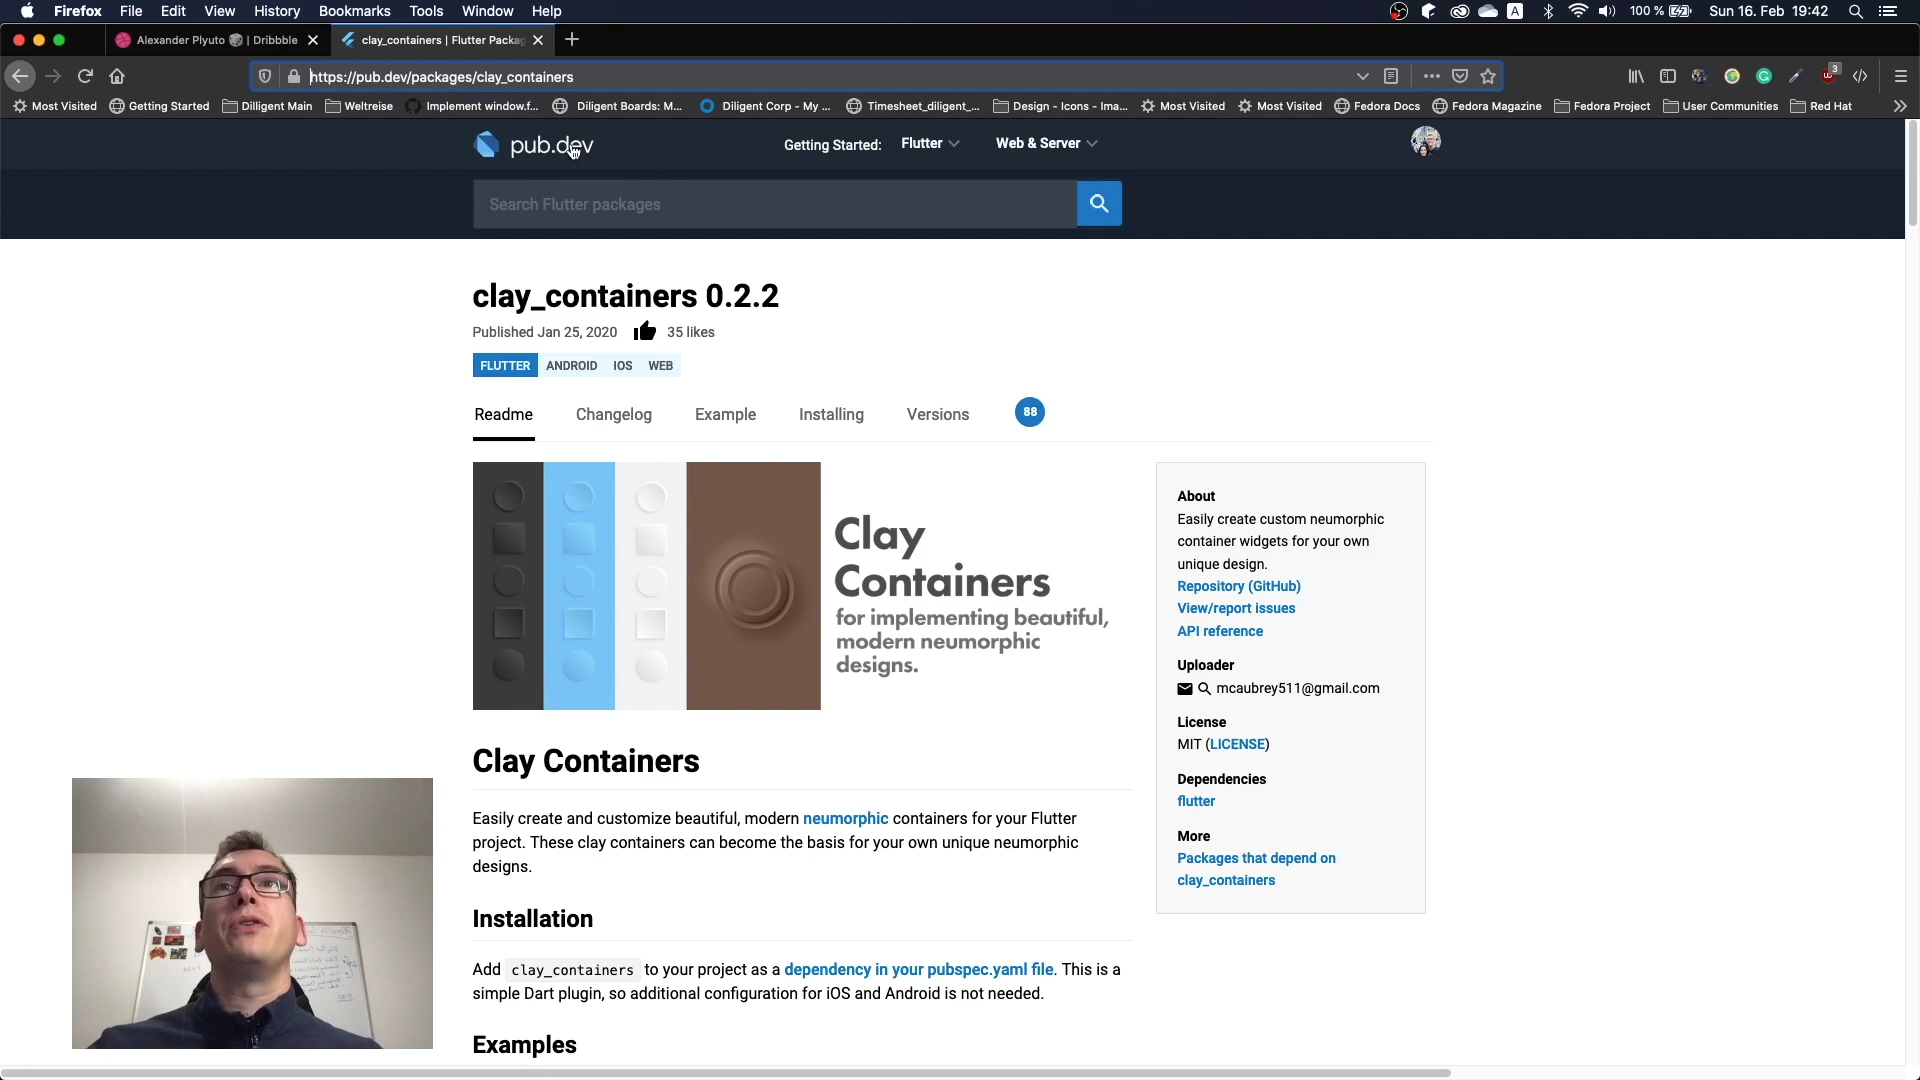 Firefox File Edit View History Bookmarks Tools Window Help
A 100 % Sun 16. Feb 19:42
Alexander Plyuto | Dribbble
clay_containers | Flutter Packag
https://pub.dev/packages/clay_containers
3
Most Visited Getting Started Dilligent Main Weltreise Implement window.f... Diligent Boards: M... Diligent Corp - My ... Timesheet_diligent_... Design - Icons - Ima... Most Visited Most Visited Fedora Docs Fedora Magazine Fedora Project User Communities Red Hat
pub.dev Getting Started: Flutter Web & Server
Search Flutter packages
clay_containers 0.2.2
Published Jan 25, 2020 35 likes
FLUTTER ANDROID IOS WEB
Readme Changelog Example Installing Versions 88
Clay
Containers
for implementing beautiful,
modern neumorphic
designs.
Clay Containers
Easily create and customize beautiful, modern neumorphic containers for your Flutter
project. These clay containers can become the basis for your own unique neumorphic
designs.
Installation
Add clay_containers to your project as a dependency in your pubspec.yaml file. This is a
simple Dart plugin, so additional configuration for iOS and Android is not needed.
Examples
About
Easily create custom neumorphic
container widgets for your own
unique design.
Repository (GitHub)
View/report issues
API reference
Uploader
mcaubrey511@gmail.com
License
MIT (LICENSE)
Dependencies
flutter
More
Packages that depend on
clay_containers